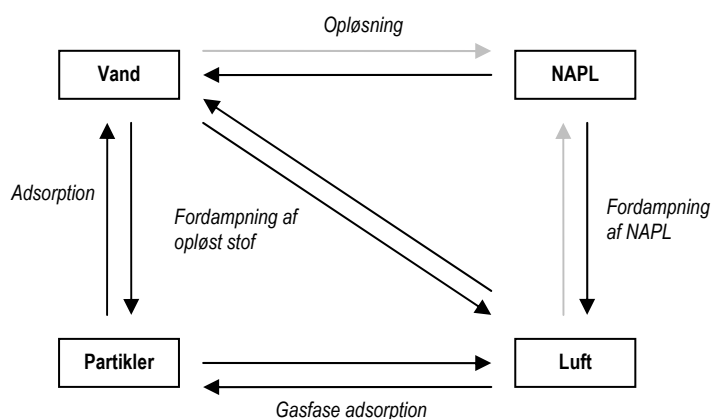 Opløsning
Vand
NAPL
Adsorption
Fordampning af
opløst stof
Fordampning
af NAPL
Partikler
Luft
Gasfase adsorption